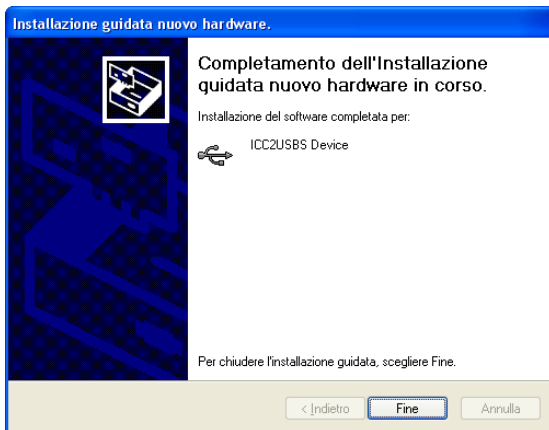 Installazione guidata nuovo hardware.
Completamento dell'Installazione
guidata nuovo hardware in corso.
Installazione del software completata per:
ICC2USBS Device
Per chiudere l'installazione guidata, scegliere Fine.
< Indietro
Fine
Annulla